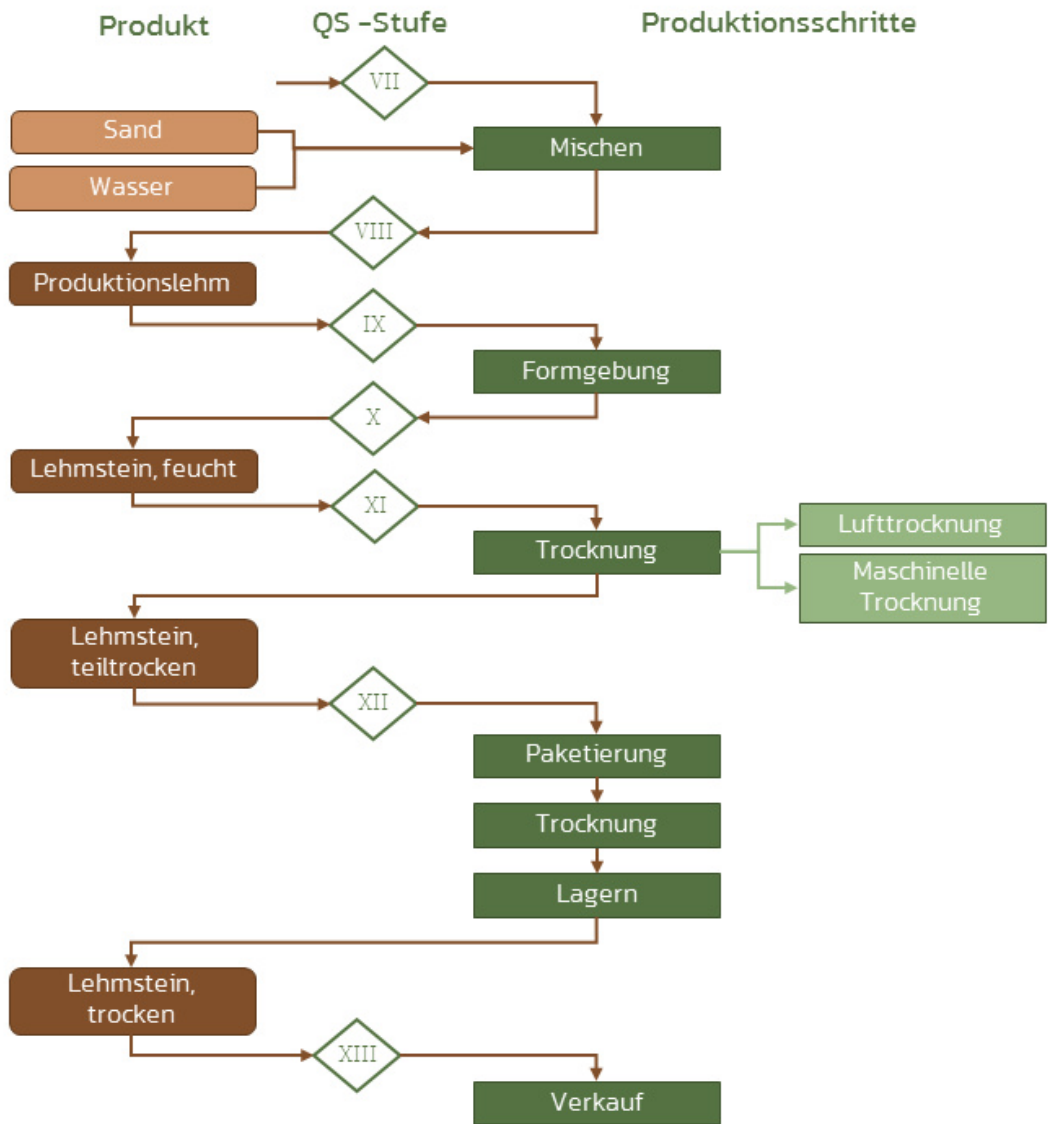 Produkt
QS -Stufe
Produktionsschritte
VII
Sand
Mischen
Wasser
VIII
Produktionslehm
IX
Formgebung
X
Lehmstein, feucht
XI
Trocknung
Lufttrocknung
Maschinelle
Trocknung
Lehmstein,
teiltrocken
XII
Paketierung
Trocknung
Lagern
Lehmstein,
trocken
XIII
Verkauf